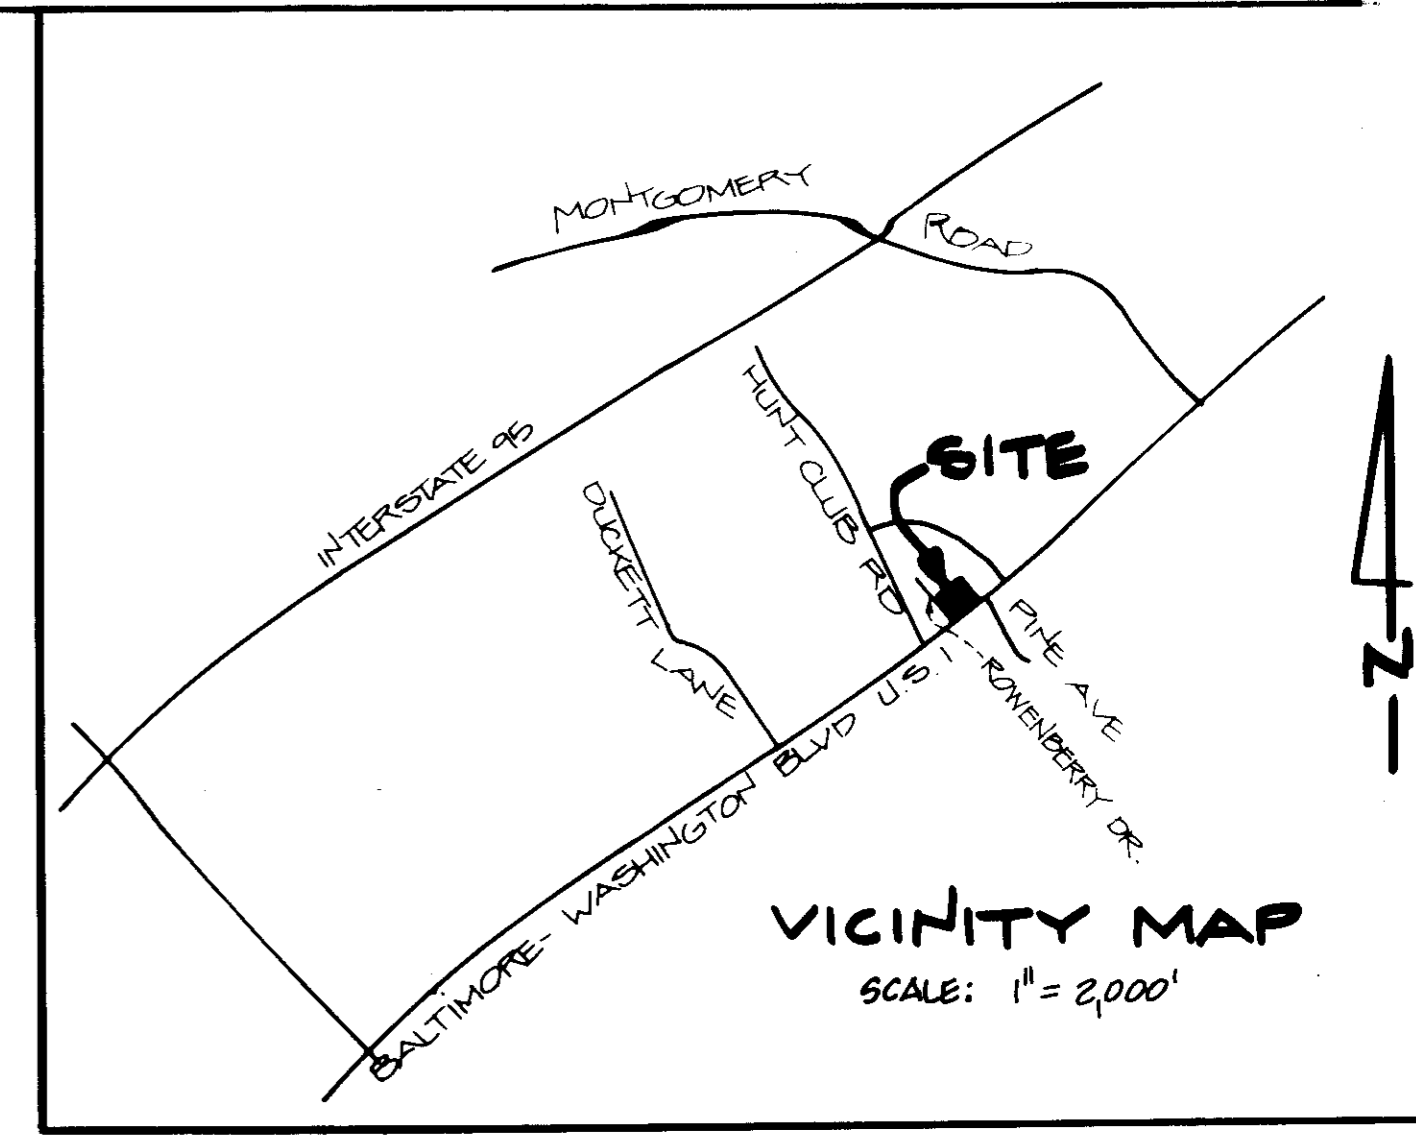 MONTGOMERY ROAD
INTERSTATE 95
HUNT CLUB RD
SITE
DUCKETT LANE
PINE AVE
ROWENBERRY DR.
BALTIMORE-WASHINGTON BLVD U.S. 1
N
VICINITY MAP
SCALE: 1" = 2,000'